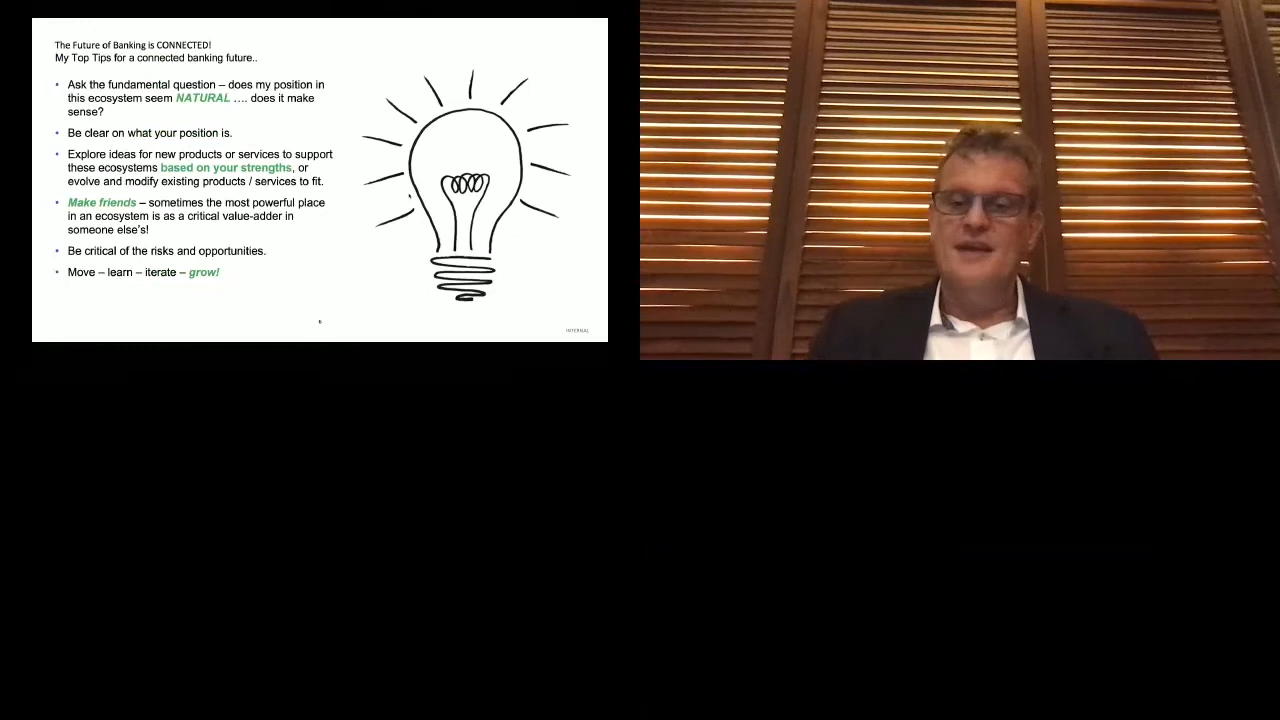 The Future of Banking is CONNECTED!
My Top Tips for a connected banking future..
• Ask the fundamental question – does my position in
this ecosystem seem NATURAL .... does it make
sense?
• Be clear on what your position is.
• Explore ideas for new products or services to support
these ecosystems based on your strengths, or
evolve and modify existing products / services to fit.
• Make friends – sometimes the most powerful place
in an ecosystem is as a critical value-adder in
someone else's!
• Be critical of the risks and opportunities.
• Move – learn – iterate – grow!
INTERNAL